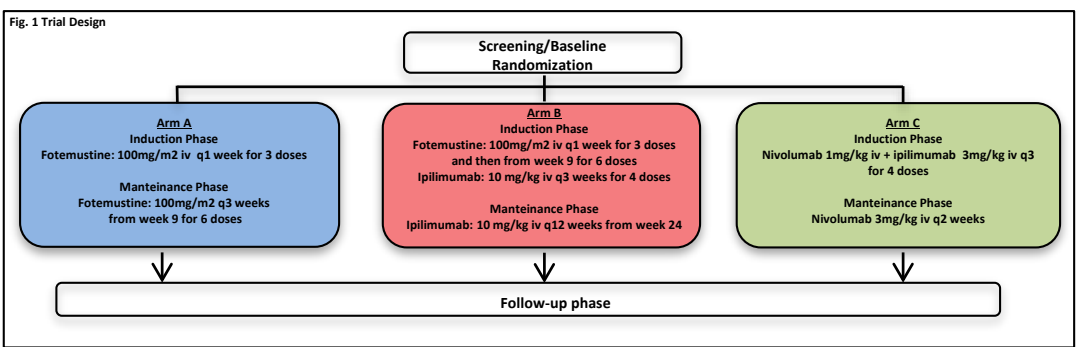 Fig. 1 Trial Design
Screening/Baseline
Randomization
Arm A
Induction Phase
Fotemustine: 100mg/m2 iv q1 week for 3 doses
Manteinance Phase
Fotemustine: 100mg/m2 q3 weeks
from week 9 for 6 doses
Arm B
Induction Phase
Fotemustine: 100mg/m2 iv q1 week for 3 doses
and then from week 9 for 6 doses
Ipilimumab: 10 mg/kg iv q3 weeks for 4 doses
Manteinance Phase
Ipilimumab: 10 mg/kg iv q12 weeks from week 24
Arm C
Induction Phase
Nivolumab 1mg/kg iv + ipilimumab 3mg/kg iv q3
for 4 doses
Manteinance Phase
Nivolumab 3mg/kg iv q2 weeks
Follow-up phase